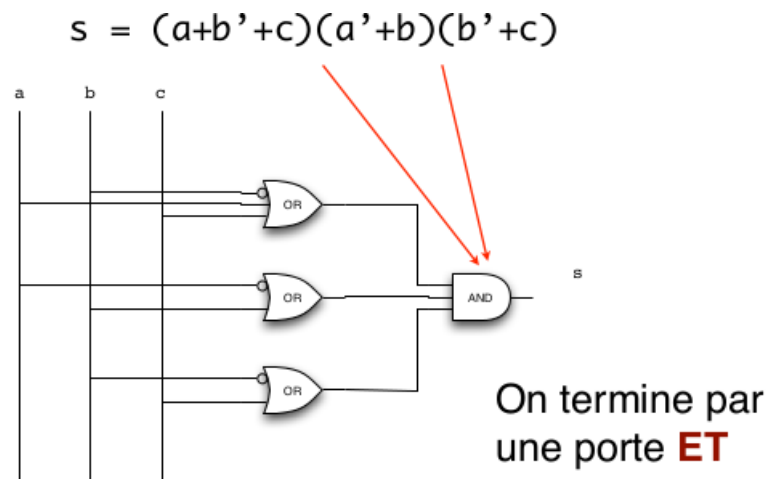 s = (a+b’+c)(a’+b)(b’+c)
a b c
OR
s
OR
AND
OR
On termine par
une porte ET